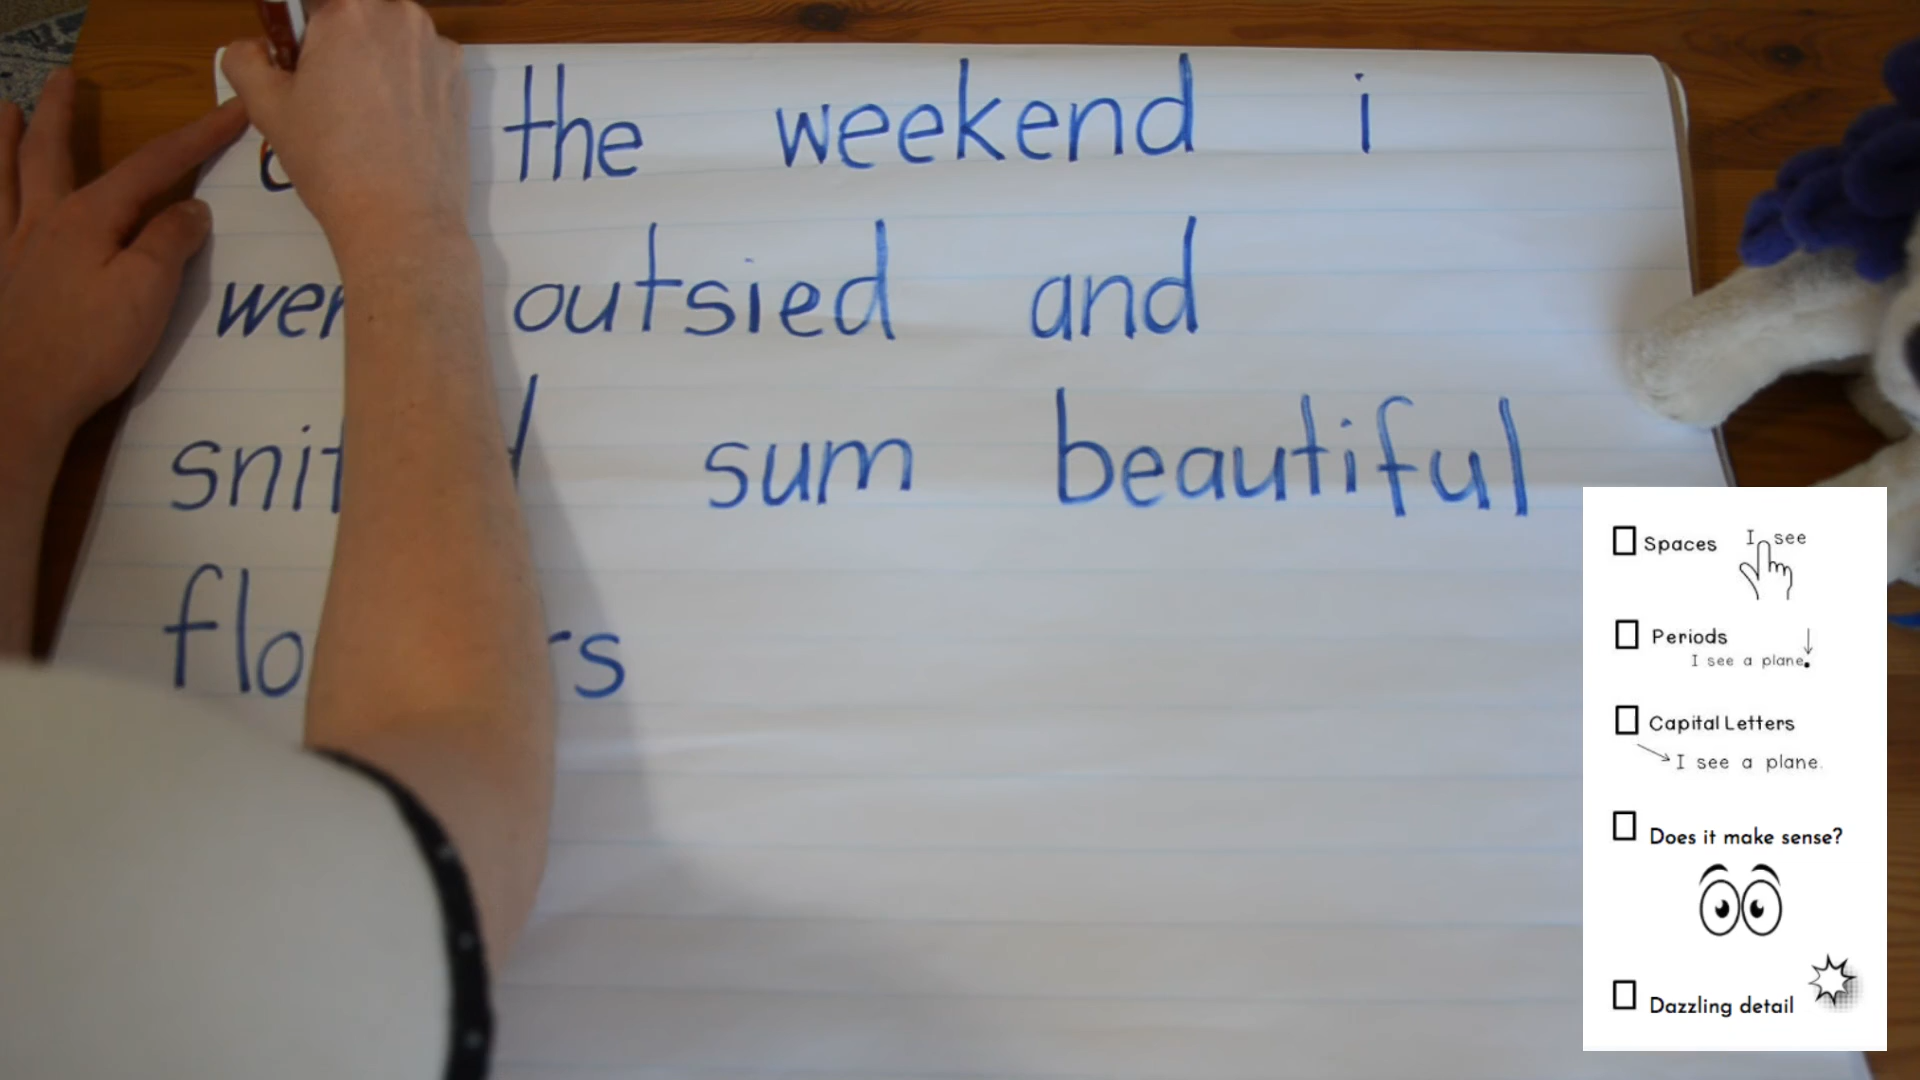 the weekend i
outsied and
sum beautiful
Spaces I see
Periods
I see a plane.
Capital Letters
I see a plane.
Does it make sense?
Dazzling detail